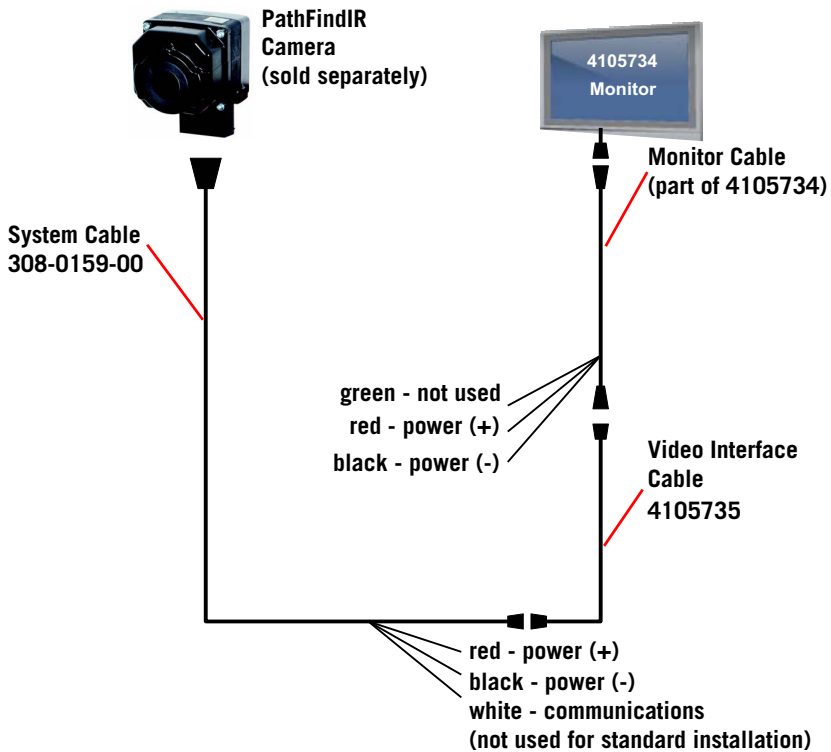 PathFindIR
Camera
(sold separately)
4105734
Monitor
Monitor Cable
(part of 4105734)
System Cable
308-0159-00
green - not used
red - power (+)
black - power (-)
Video Interface
Cable
4105735
red - power (+)
black - power (-)
white - communications
(not used for standard installation)